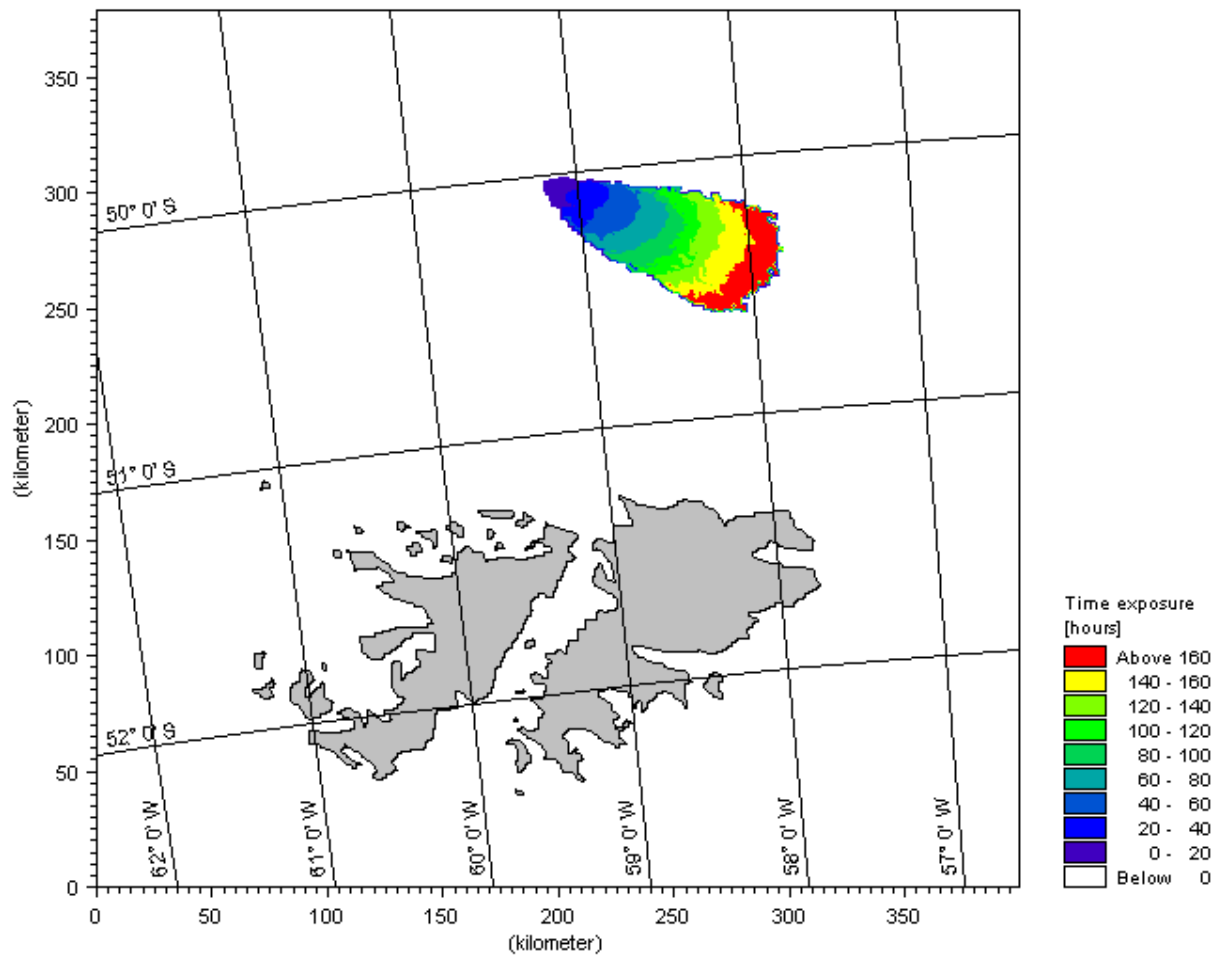 350
300
250
200
150
100
50
0
(kilometer)
50° 0' S
51° 0' S
52° 0' S
62° 0' W
61° 0' W
60° 0' W
59° 0' W
58° 0' W
57° 0' W
0
50
100
150
200
250
300
350
(kilometer)
Time exposure
[hours]
Above 160
140 - 160
120 - 140
100 - 120
80 - 100
60 - 80
40 - 60
20 - 40
0 - 20
Below 0